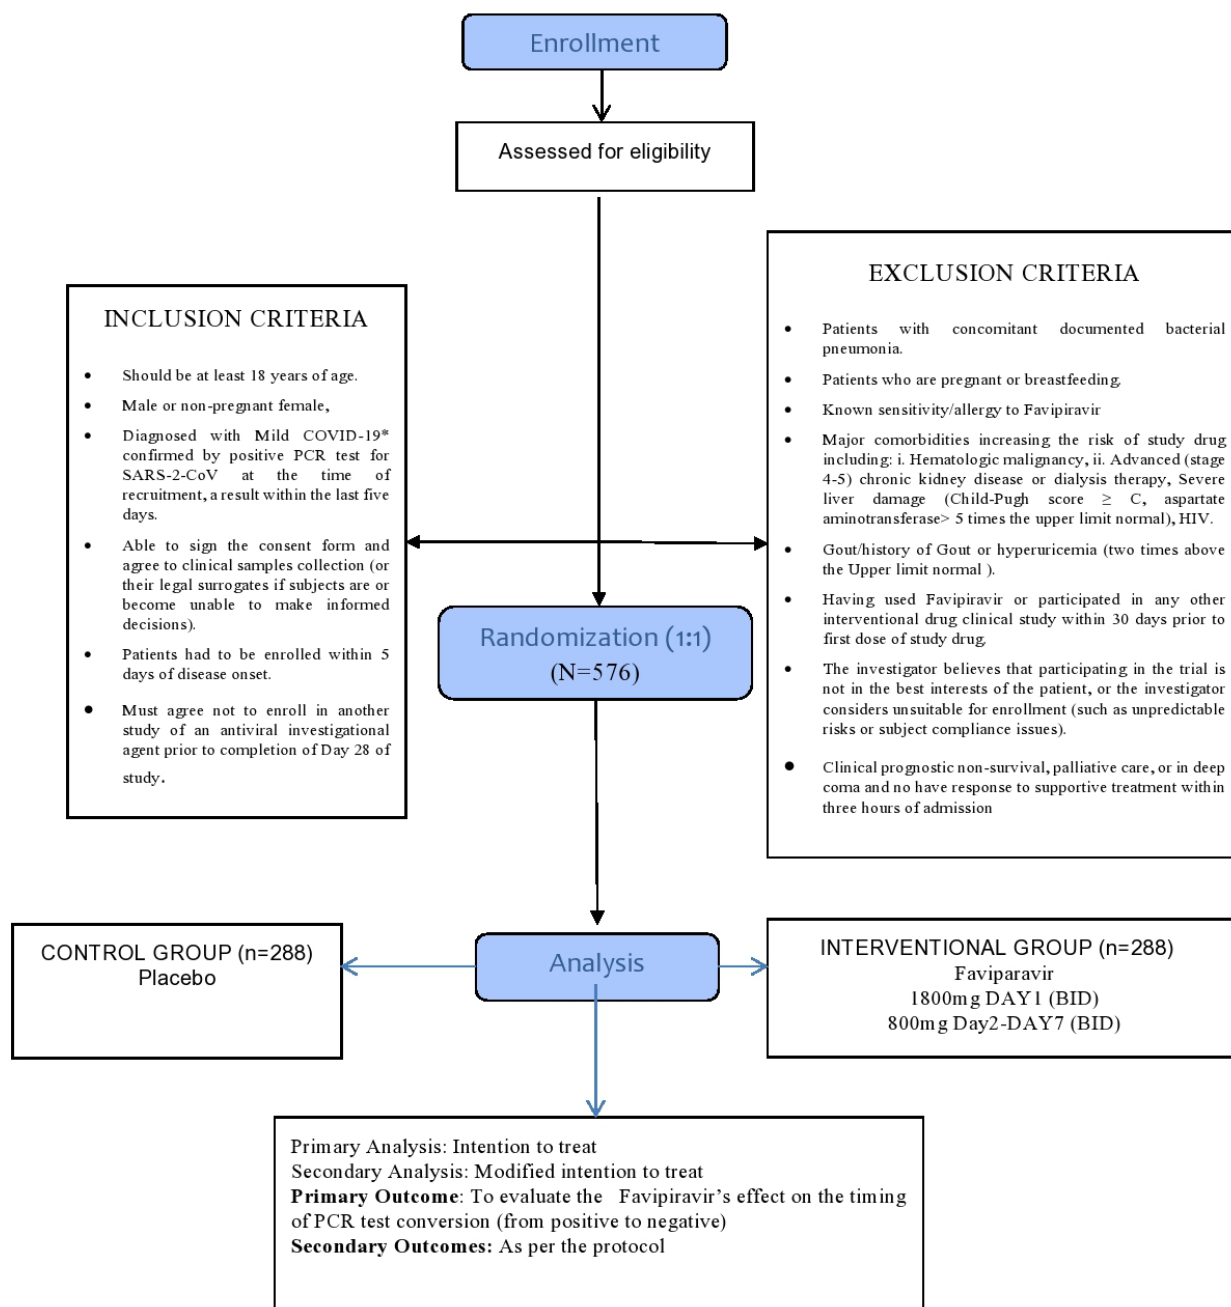 Enrollment
Assessed for eligibility
INCLUSION CRITERIA
• Should be at least 18 years of age.
• Male or non-pregnant female,
• Diagnosed with Mild COVID-19*
confirmed by positive PCR test for
SARS-2-CoV at the time of
recruitment, a result within the last five
days.
• Able to sign the consent form and
agree to clinical samples collection (or
their legal surrogates if subjects are or
become unable to make informed
decisions).
• Patients had to be enrolled within 5
days of disease onset.
• Must agree not to enroll in another
study of an antiviral investigational
agent prior to completion of Day 28 of
study.
EXCLUSION CRITERIA
• Patients with concomitant documented bacterial
pneumonia.
• Patients who are pregnant or breastfeeding.
• Known sensitivity/allergy to Favipiravir
• Major comorbidities increasing the risk of study drug
including: i. Hematologic malignancy, ii. Advanced (stage
4-5) chronic kidney disease or dialysis therapy, Severe
liver damage (Child-Pugh score ≥ C, aspartate
aminotransferase> 5 times the upper limit normal), HIV.
• Gout/history of Gout or hyperuricemia (two times above
the Upper limit normal ).
• Having used Favipiravir or participated in any other
interventional drug clinical study within 30 days prior to
first dose of study drug.
• The investigator believes that participating in the trial is
not in the best interests of the patient, or the investigator
considers unsuitable for enrollment (such as unpredictable
risks or subject compliance issues).
• Clinical prognostic non-survival, palliative care, or in deep
coma and no have response to supportive treatment within
three hours of admission
Randomization (1:1)
(N=576)
CONTROL GROUP (n=288)
Placebo
Analysis
INTERVENTIONAL GROUP (n=288)
Faviparavir
1800mg DAY1 (BID)
800mg Day2-DAY7 (BID)
Primary Analysis: Intention to treat
Secondary Analysis: Modified intention to treat
Primary Outcome: To evaluate the Favipiravir's effect on the timing
of PCR test conversion (from positive to negative)
Secondary Outcomes: As per the protocol